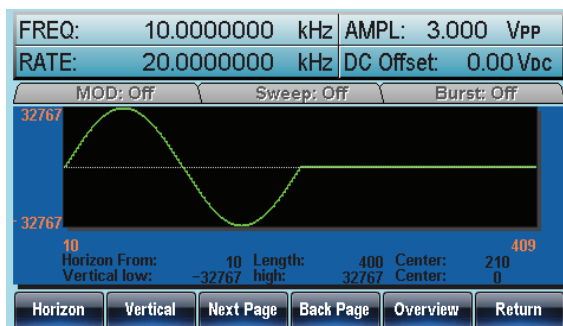 FREQ: 10.0000000 kHz AMPL: 3.000 VPP
RATE: 20.0000000 kHz DC Offset: 0.00 VDC
MOD: Off Sweep: Off Burst: Off
32767
-32767
10 409
Horizon From: 10 Length: 400 Center: 210
Vertical low: -32767 high: 32767 Center: 0
Horizon Vertical Next Page Back Page Overview Return